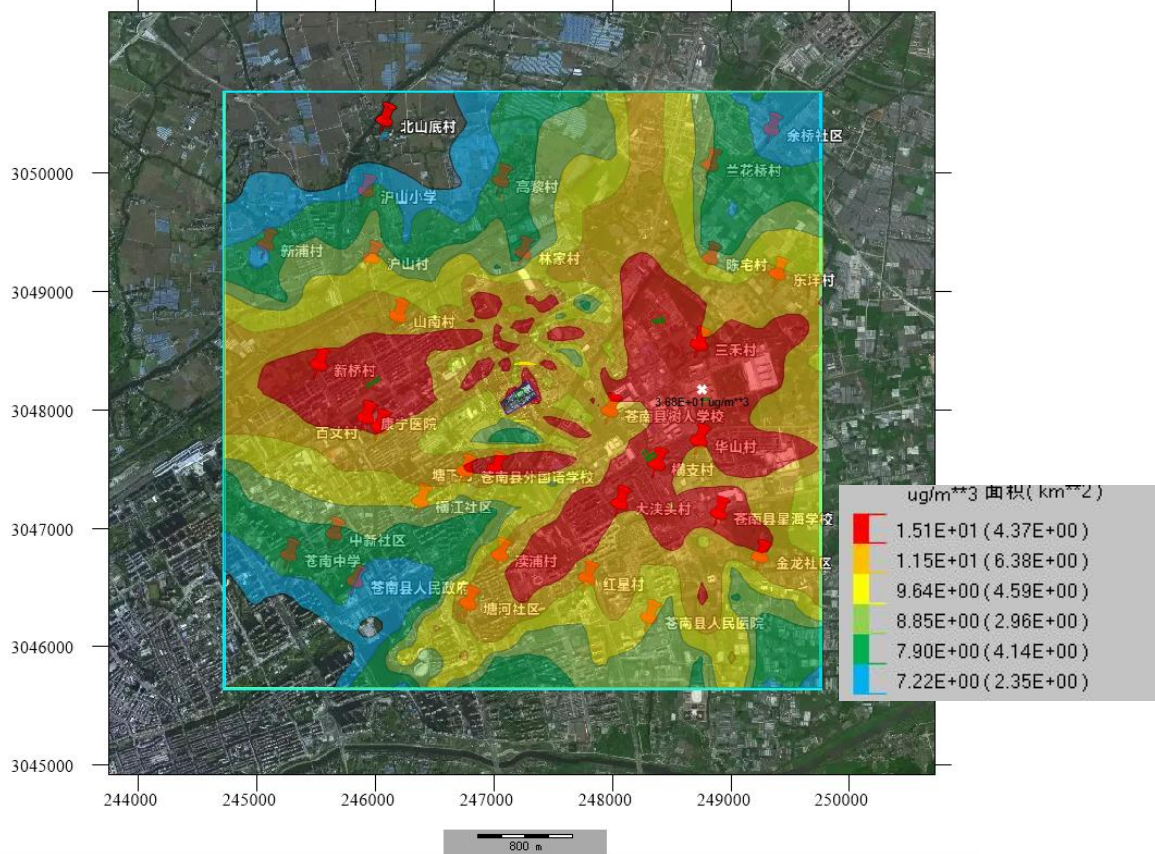 北山底村
余桥社区
3050000
高黎村
兰花桥村
沪山小学
新浦村
林家村
沪山村
陈宅村
东垟村
3049000
山南村
三禾村
新桥村
3.68E+01 ug/m**3
3048000
苍南县树人学校
百丈村
康宁医院
华山村
塘下村
苍南县外国语学校
横支村
横江社区
大浃头村
苍南县星海学校
3047000
中新社区
苍南中学
渎浦村
金龙社区
苍南县人民政府
红星村
塘河社区
苍南县人民医院
3046000
3045000
ug/m**3 面积(km**2)
1.51E+01(4.37E+00)
1.15E+01(6.38E+00)
9.64E+00(4.59E+00)
8.85E+00(2.96E+00)
7.90E+00(4.14E+00)
7.22E+00(2.35E+00)
244000 245000 246000 247000 248000 249000 250000
800 m